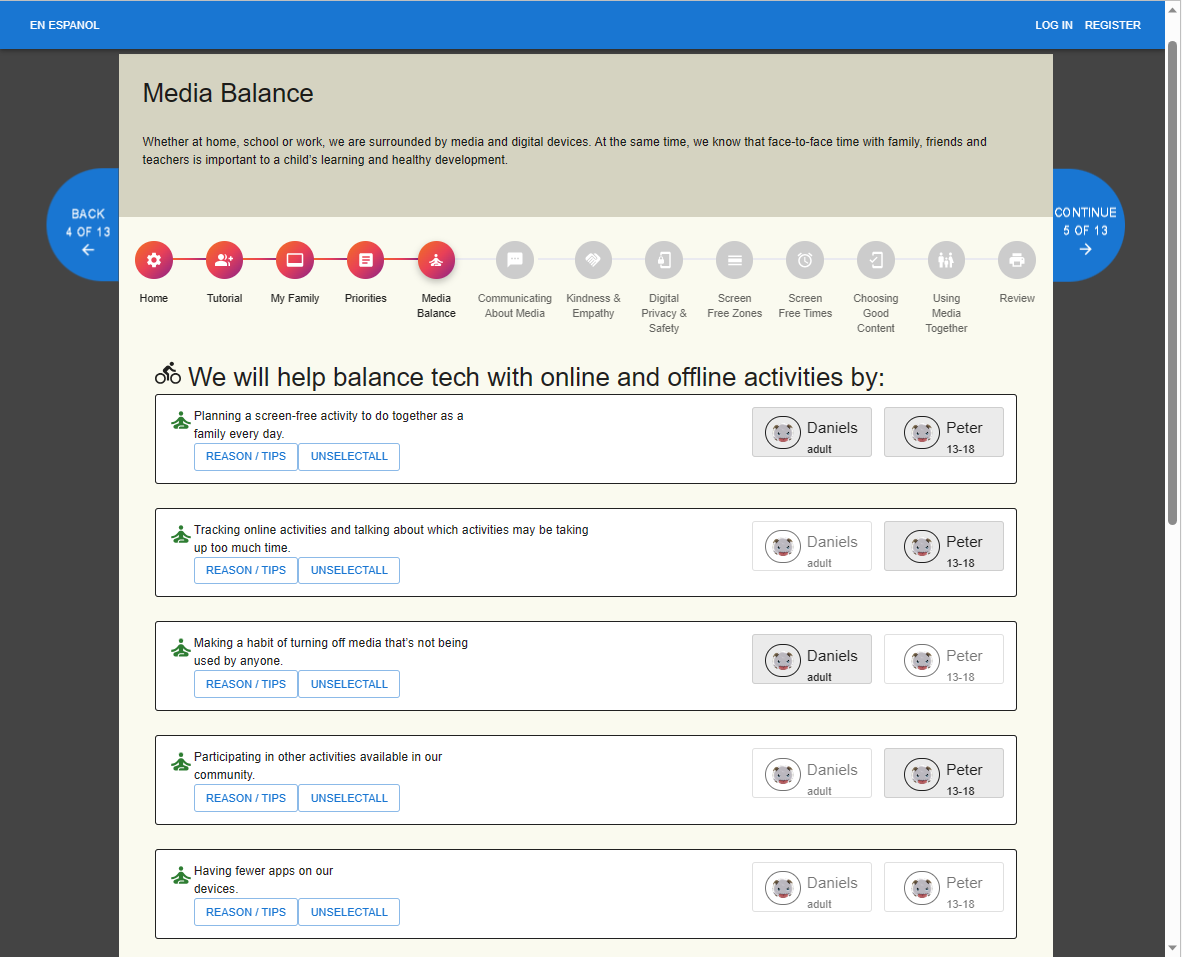 EN ESPANOL
LOG IN
REGISTER
Media Balance
Whether at home, school or work, we are surrounded by media and digital devices. At the same time, we know that face-to-face time with family, friends and
teachers is important to a child's learning and healthy development.
BACK
4 OF 13
CONTINUE
5 OF 13
Home
Tutorial
My Family
Priorities
Media
Balance
Communicating
About Media
Kindness &
Empathy
Digital
Privacy &
Safety
Screen
Free Zones
Screen
Free Times
Choosing
Good
Content
Using
Media
Together
Review
We will help balance tech with online and offline activities by:
Planning a screen-free activity to do together as a
family every day.
REASON / TIPS
UNSELECTALL
Daniels
adult
Peter
13-18
Tracking online activities and talking about which activities may be taking
up too much time.
REASON / TIPS
UNSELECTALL
Daniels
adult
Peter
13-18
Making a habit of turning off media that's not being
used by anyone.
REASON / TIPS
UNSELECTALL
Daniels
adult
Peter
13-18
Participating in other activities available in our
community.
REASON / TIPS
UNSELECTALL
Daniels
adult
Peter
13-18
Having fewer apps on our
devices.
REASON / TIPS
UNSELECTALL
Daniels
adult
Peter
13-18